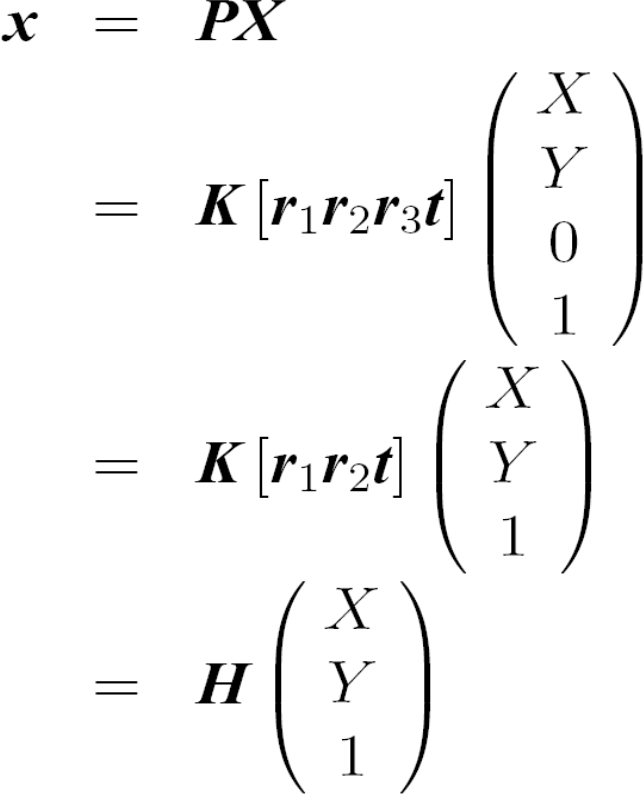 x = PX
= K [r₁r₂r₃t] ( X
Y
0
1 )
= K [r₁r₂t] ( X
Y
1 )
= H ( X
Y
1 )